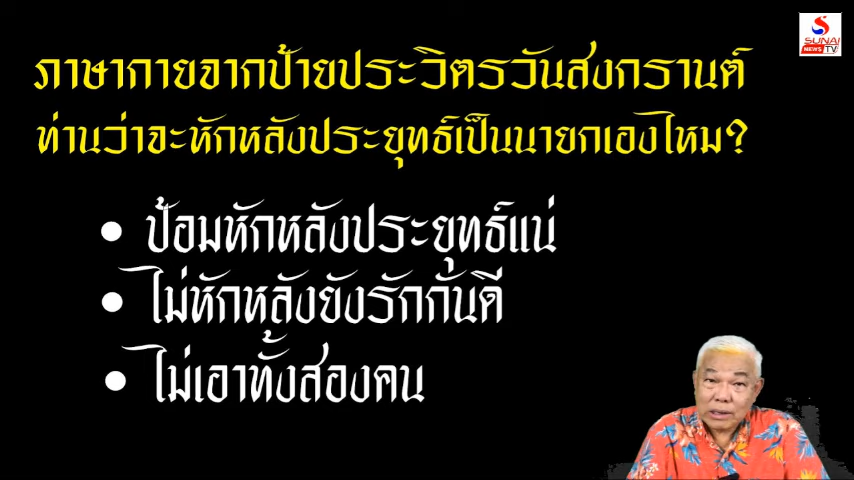 SUNAI
NEWS TV
ภาษากายจากป้ายประวิตรวันสงกรานต์
ท่านว่าจะหักหลังประยุทธ์เป็นนายกเองไหม?
• ป้อมหักหลังประยุทธ์แน่
• ไม่หักหลังยังรักกันดี
• ไม่เอาทั้งสองคน